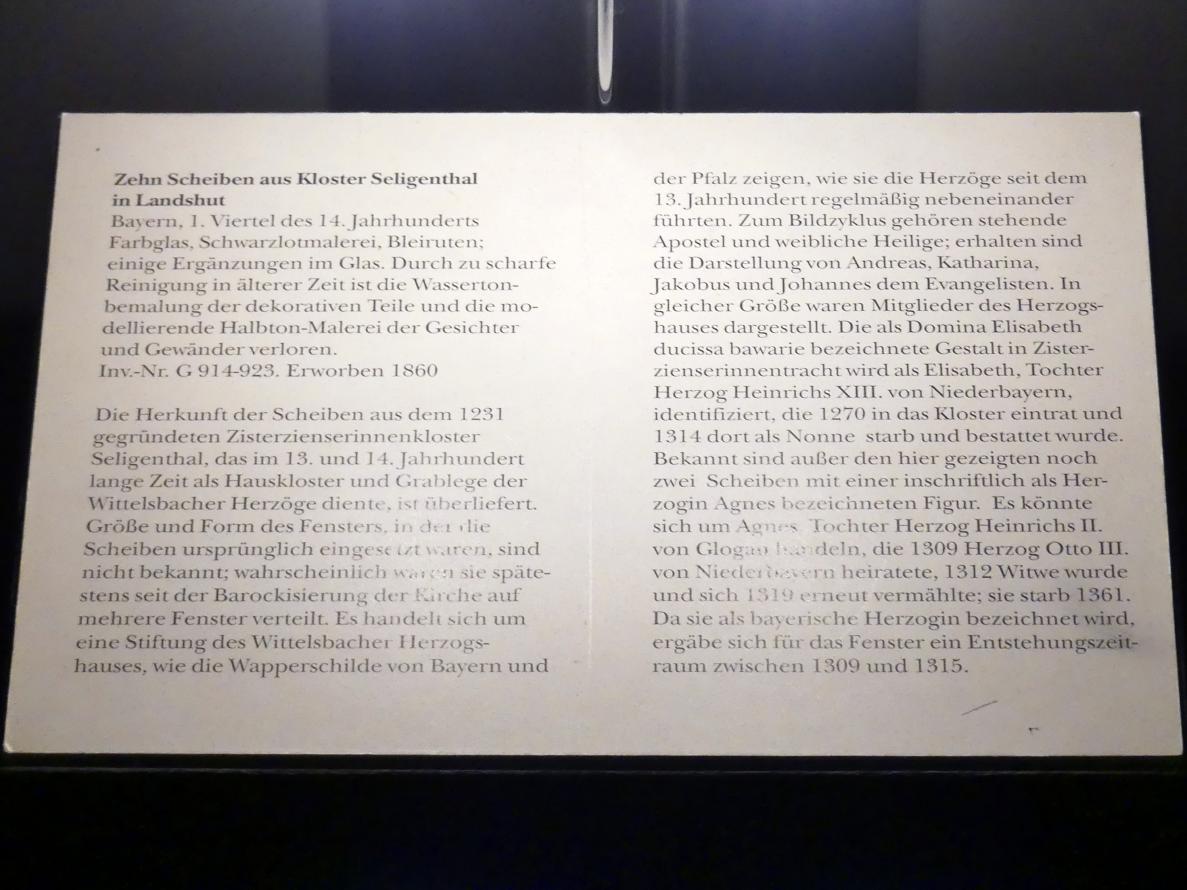 Zehn Scheiben aus Kloster Seligenthal
in Landshut
Bayern, 1. Viertel des 14. Jahrhunderts
Farbglas, Schwarzlotmalerei, Bleiruten;
einige Ergänzungen im Glas. Durch zu scharfe
Reinigung in älterer Zeit ist die Wasserton-
bemalung der dekorativen Teile und die mo-
dellierende Halbton-Malerei der Gesichter
und Gewänder verloren.
Inv.-Nr. G 914-923. Erworben 1860
Die Herkunft der Scheiben aus dem 1231
gegründeten Zisterzienserinnenkloster
Seligenthal, das im 13. und 14. Jahrhundert
lange Zeit als Hauskloster und Grablege der
Wittelsbacher Herzöge diente, ist überliefert.
Größe und Form des Fensters, in der die
Scheiben ursprünglich eingesetzt waren, sind
nicht bekannt; wahrscheinlich waren sie späte-
stens seit der Barockisierung der Kirche auf
mehrere Fenster verteilt. Es handelt sich um
eine Stiftung des Wittelsbacher Herzogs-
hauses, wie die Wapperschilde von Bayern und
der Pfalz zeigen, wie sie die Herzöge seit dem
13. Jahrhundert regelmäßig nebeneinander
führten. Zum Bildzyklus gehören stehende
Apostel und weibliche Heilige; erhalten sind
die Darstellung von Andreas, Katharina,
Jakobus und Johannes dem Evangelisten. In
gleicher Größe waren Mitglieder des Herzogs-
hauses dargestellt. Die als Domina Elisabeth
ducissa bawarie bezeichnete Gestalt in Zister-
zienserinnentracht wird als Elisabeth, Tochter
Herzog Heinrichs XIII. von Niederbayern,
identifiziert, die 1270 in das Kloster eintrat und
1314 dort als Nonne starb und bestattet wurde.
Bekannt sind außer den hier gezeigten noch
zwei Scheiben mit einer inschriftlich als Her-
zogin Agnes bezeichneten Figur. Es könnte
sich um Agnes, Tochter Herzog Heinrichs II.
von Glogau handeln, die 1309 Herzog Otto III.
von Niederbayern heiratete, 1312 Witwe wurde
und sich 1319 erneut vermählte; sie starb 1361.
Da sie als bayerische Herzogin bezeichnet wird,
ergäbe sich für das Fenster ein Entstehungszeit-
raum zwischen 1309 und 1315.